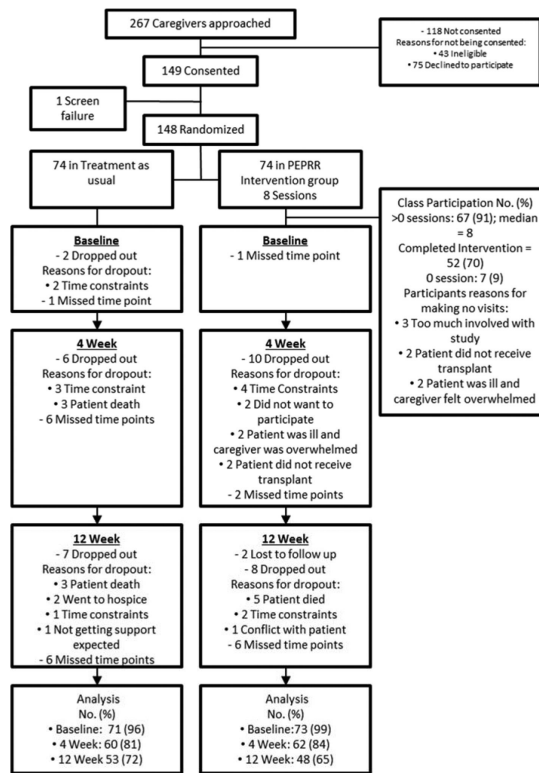 267 Caregivers approached
- 118 Not consented
Reasons for not being consented:
• 43 Ineligible
• 75 Declined to participate
149 Consented
1 Screen
failure
148 Randomized
74 in Treatment as
usual
74 in PEPRR
Intervention group
8 Sessions
Class Participation No. (%)
>0 sessions: 67 (91); median
= 8
Completed Intervention =
52 (70)
0 session: 7 (9)
Participants reasons for
making no visits:
• 3 Too much involved with
study
• 2 Patient did not receive
transplant
• 2 Patient was ill and
caregiver felt overwhelmed
Baseline
- 2 Dropped out
Reasons for dropout:
• 2 Time constraints
- 1 Missed time point
Baseline
- 1 Missed time point
4 Week
- 6 Dropped out
Reasons for dropout:
• 3 Time constraint
• 3 Patient death
- 6 Missed time points
4 Week
- 10 Dropped out
Reasons for dropout:
• 4 Time Constraints
• 2 Did not want to
participate
• 2 Patient was ill and
caregiver was overwhelmed
• 2 Patient did not receive
transplant
- 2 Missed time points
12 Week
- 7 Dropped out
Reasons for dropout:
• 3 Patient death
• 2 Went to hospice
• 1 Time constraints
• 1 Not getting support
expected
- 6 Missed time points
12 Week
- 2 Lost to follow up
- 8 Dropped out
Reasons for dropout:
• 5 Patient died
• 2 Time constraints
• 1 Conflict with patient
- 6 Missed time points
Analysis
No. (%)
• Baseline: 71 (96)
• 4 Week: 60 (81)
• 12 Week 53 (72)
Analysis
No. (%)
• Baseline:73 (99)
• 4 Week: 62 (84)
• 12 Week: 48 (65)